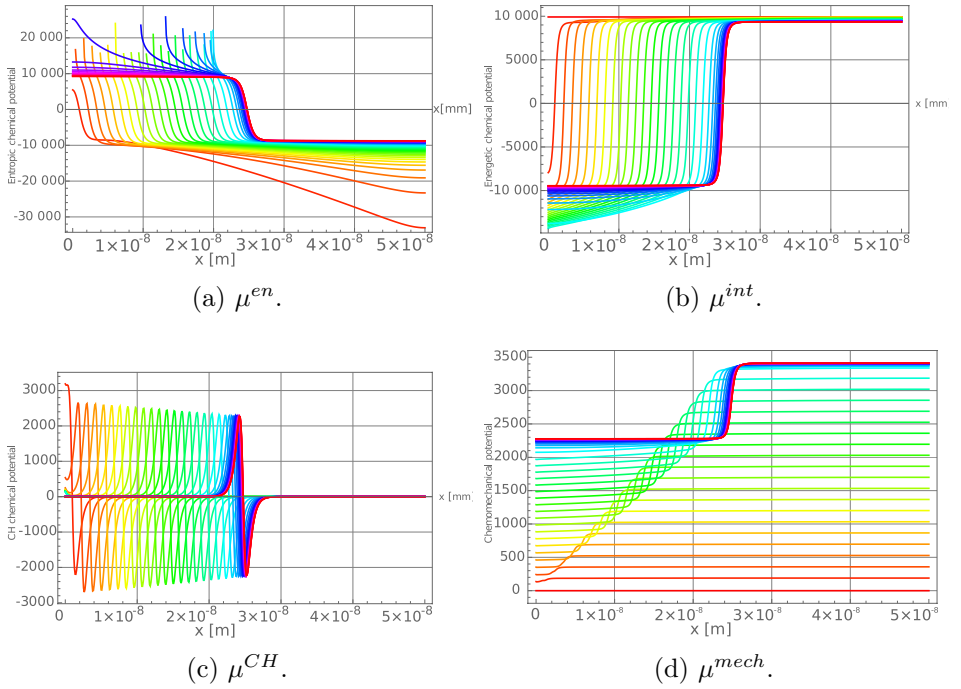 20 000
10 000
0
-10 000
-20 000
-30 000
Entropic chemical potential
x[mm]
0 1×10⁻⁸ 2×10⁻⁸ 3×10⁻⁸ 4×10⁻⁸ 5×10⁻⁸
x [m]
(a) μ^en.
10 000
5000
0
-5000
-10 000
Energetic chemical potential
x [mm
0 1×10⁻⁸ 2×10⁻⁸ 3×10⁻⁸ 4×10⁻⁸ 5×10⁻⁸
x [m]
(b) μ^int.
3000
2000
1000
0
-1000
-2000
-3000
CH chemical potential
x [mm]
0 1×10⁻⁸ 2×10⁻⁸ 3×10⁻⁸ 4×10⁻⁸ 5×10⁻⁸
x [m]
(c) μ^CH.
3500
3000
2500
2000
1500
1000
500
0
Chemomechanical potential
0 1×10⁻⁸ 2×10⁻⁸ 3×10⁻⁸ 4×10⁻⁸ 5×10⁻⁸
x [m]
(d) μ^mech.